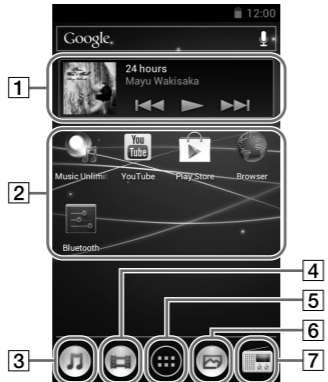 12:00
Google
24 hours
Mayu Wakisaka
1
You
Tube
2
Music Unlimi
YouTube
Play Store
Browser
Bluetooth
4
5
6
3
7